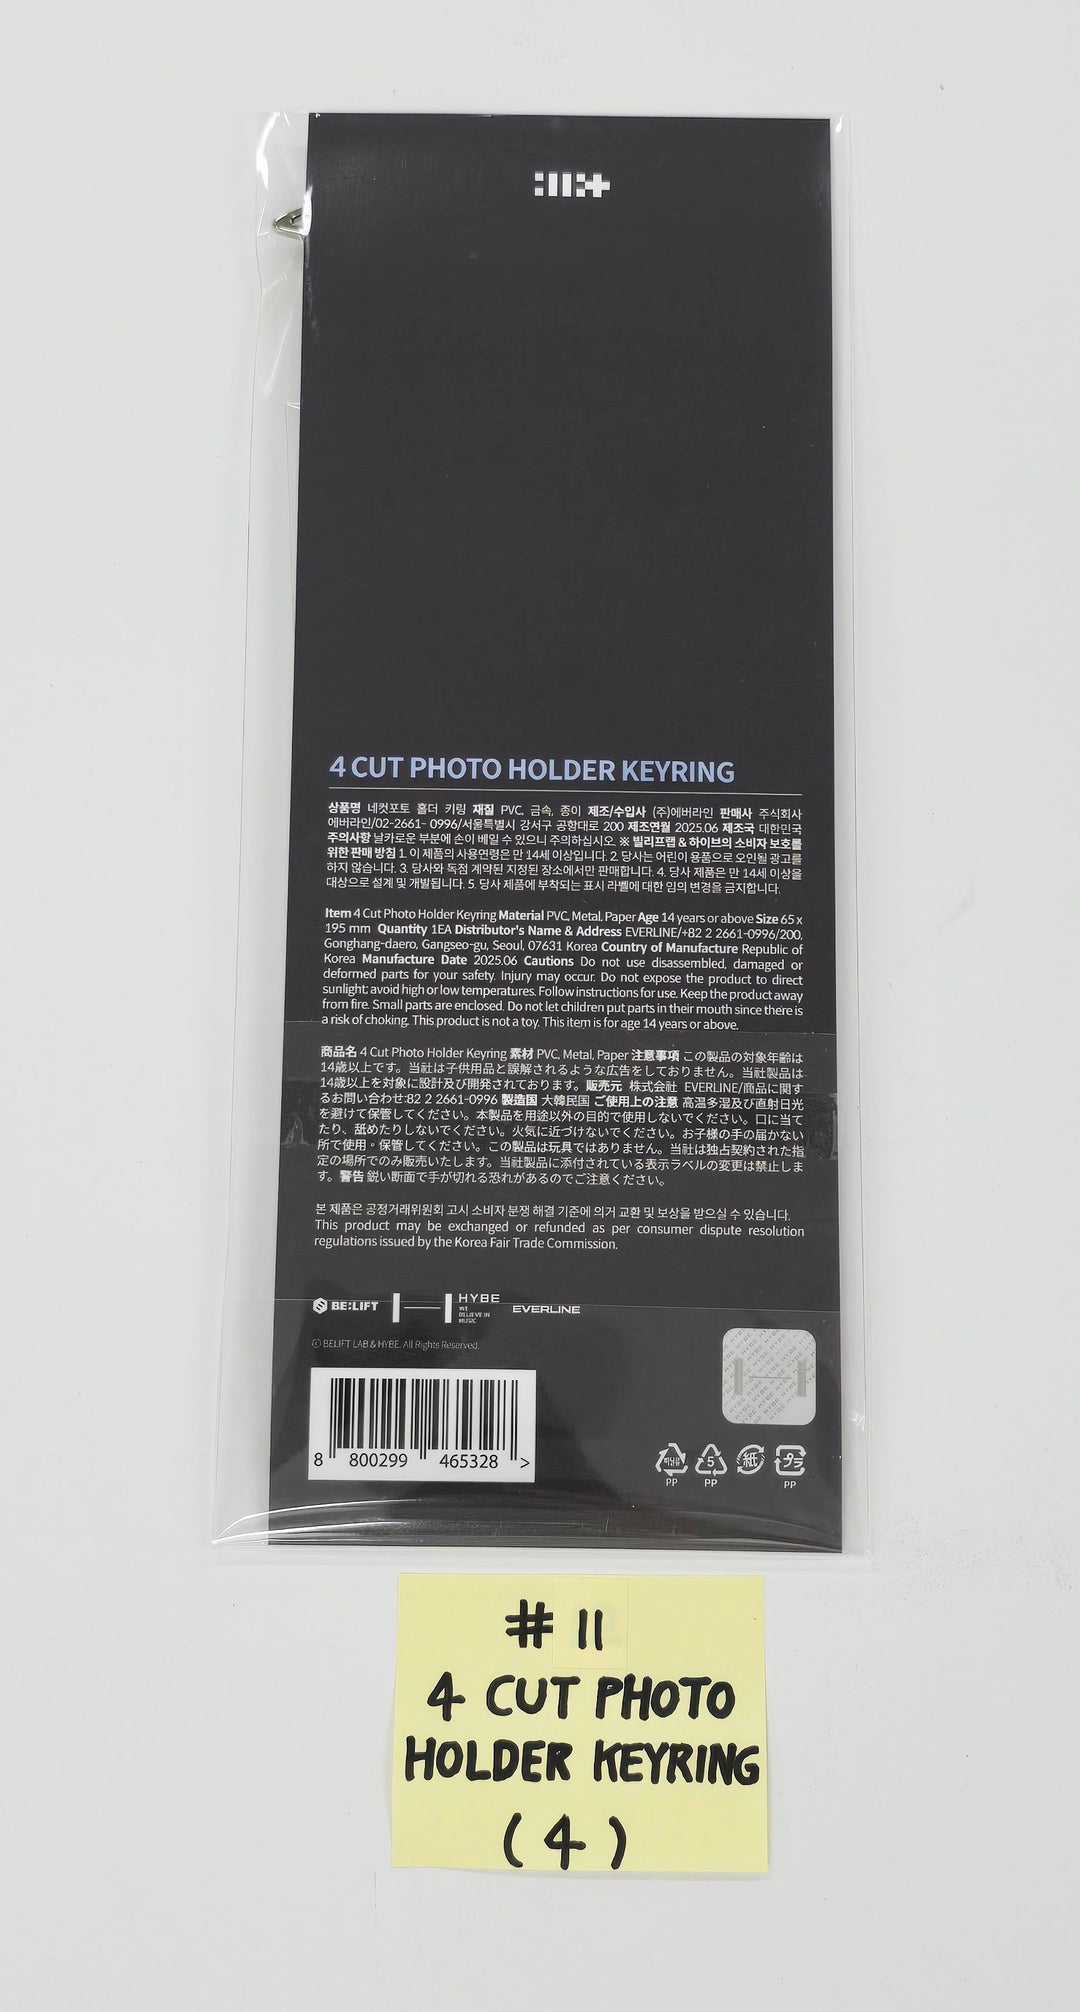 4 CUT PHOTO HOLDER KEYRING
상품명 네컷포토 홀더 키링 재질 PVC, 금속, 종이 제조/수입사 (주)에버라인 판매사 주식회사
에버라인/02-2661- 0996/서울특별시 강서구 공항대로 200 제조연월 2025.06 제조국 대한민국
주의사항 날카로운 부분에 손이 베일 수 있으니 주의하십시오. ※ 빌리프랩 & 하이브의 소비자 보호를
위한 판매 방침 1. 이 제품의 사용연령은 만 14세 이상입니다. 2. 당사는 어린이 용품으로 오인될 광고를
하지 않습니다. 3. 당사와 독점 계약된 지정된 장소에서만 판매합니다. 4. 당사 제품은 만 14세 이상을
대상으로 설계 및 개발됩니다. 5. 당사 제품에 부착되는 표시 라벨에 대한 임의 변경을 금지합니다.
Item 4 Cut Photo Holder Keyring Material PVC, Metal, Paper Age 14 years or above Size 65 x
195 mm Quantity 1EA Distributor's Name & Address EVERLINE/+82 2 2661-0996/200,
Gonghang-daero, Gangseo-gu, Seoul, 07631 Korea Country of Manufacture Republic of
Korea Manufacture Date 2025.06 Cautions Do not use disassembled, damaged or
deformed parts for your safety. Injury may occur. Do not expose the product to direct
sunlight; avoid high or low temperatures. Follow instructions for use. Keep the product away
from fire. Small parts are enclosed. Do not let children put parts in their mouth since there is
a risk of choking. This product is not a toy. This item is for age 14 years or above.
商品名 4 Cut Photo Holder Keyring 素材 PVC, Metal, Paper 注意事項 この製品の対象年齢は
14歳以上です。当社は子供用品と誤解されるような広告をしておりません。当社製品は
14歳以上を対象に設計及び開発されております。販売元 株式会社 EVERLINE/商品に関す
るお問い合わせ:82 2 2661-0996 製造国 大韓民国 ご使用上の注意 高温多湿及び直射日光
を避けて保管してください。本製品を用途以外の目的で使用しないでください。口に当て
たり、舐めたりしないでください。火気に近づけないでください。お子様の手の届かない
所で使用・保管してください。この製品は玩具ではありません。当社は独占契約された指
定の場所でのみ販売いたします。当社製品に添付されている表示ラベルの変更は禁止しま
す。警告 鋭い断面で手が切れる恐れがあるのでご注意ください。
본 제품은 공정거래위원회 고시 소비자 분쟁 해결 기준에 의거 교환 및 보상을 받으실 수 있습니다.
This product may be exchanged or refunded as per consumer dispute resolution
regulations issued by the Korea Fair Trade Commission.
BE:LIFT HYBE WE BELIEVE IN MUSIC EVERLINE
ⓒ BELIFT LAB & HYBE. All Rights Reserved.
8 800299 465328 >
비닐류 5 紙 プラ
PP PP PP
# 11
4 CUT PHOTO
HOLDER KEYRING
( 4 )